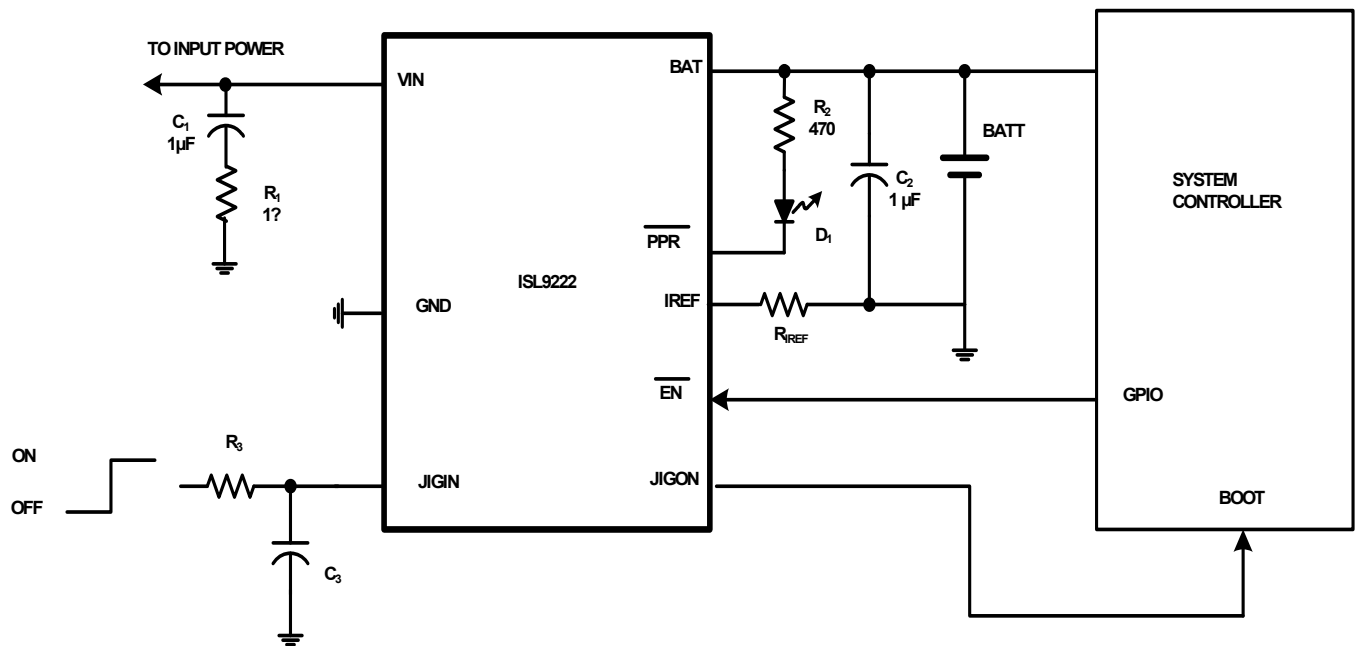 TO INPUT POWER
VIN
C1
1µF
R1
1?
GND
ISL9222
BAT
R2
470
D1
C2
1 µF
BATT
PPR
IREF
RIREF
EN
SYSTEM
CONTROLLER
GPIO
ON
OFF
R3
C3
JIGIN
JIGON
BOOT